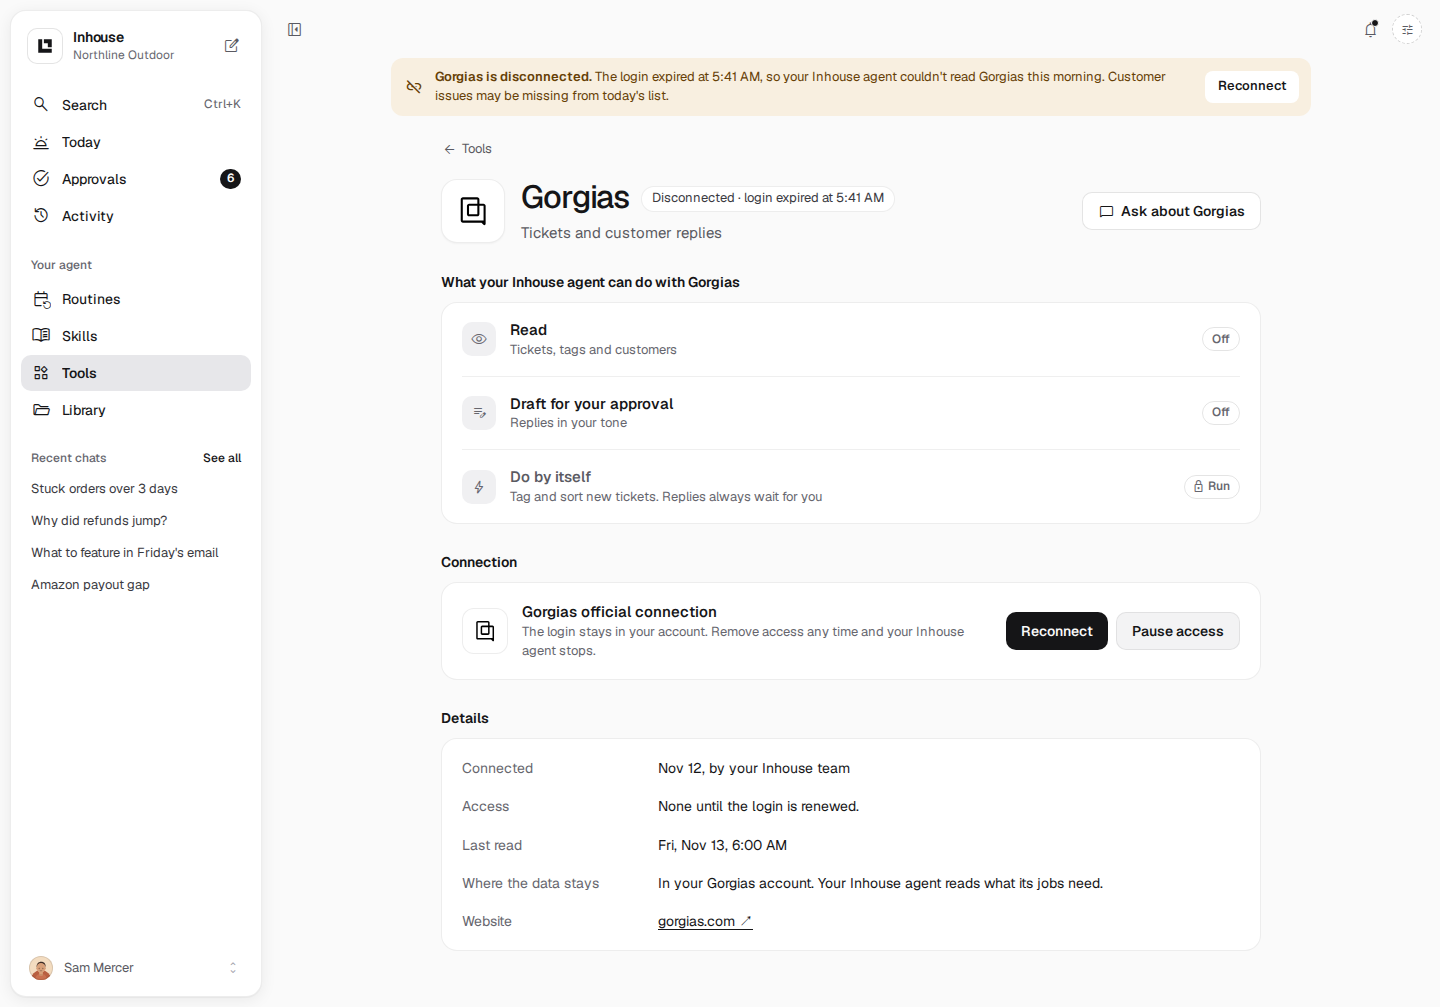 Inhouse
Northline Outdoor
Search Ctrl+K
Today
Approvals 6
Activity
Your agent
Routines
Skills
Tools
Library
Recent chats See all
Stuck orders over 3 days
Why did refunds jump?
What to feature in Friday's email
Amazon payout gap
Sam Mercer
Gorgias is disconnected. The login expired at 5:41 AM, so your Inhouse agent couldn't read Gorgias this morning. Customer
issues may be missing from today's list.
Reconnect
Tools
Gorgias Disconnected · login expired at 5:41 AM
Tickets and customer replies
Ask about Gorgias
What your Inhouse agent can do with Gorgias
Read
Tickets, tags and customers
Off
Draft for your approval
Replies in your tone
Off
Do by itself
Tag and sort new tickets. Replies always wait for you
Run
Connection
Gorgias official connection
The login stays in your account. Remove access any time and your Inhouse
agent stops.
Reconnect Pause access
Details
Connected Nov 12, by your Inhouse team
Access None until the login is renewed.
Last read Fri, Nov 13, 6:00 AM
Where the data stays In your Gorgias account. Your Inhouse agent reads what its jobs need.
Website gorgias.com ↗